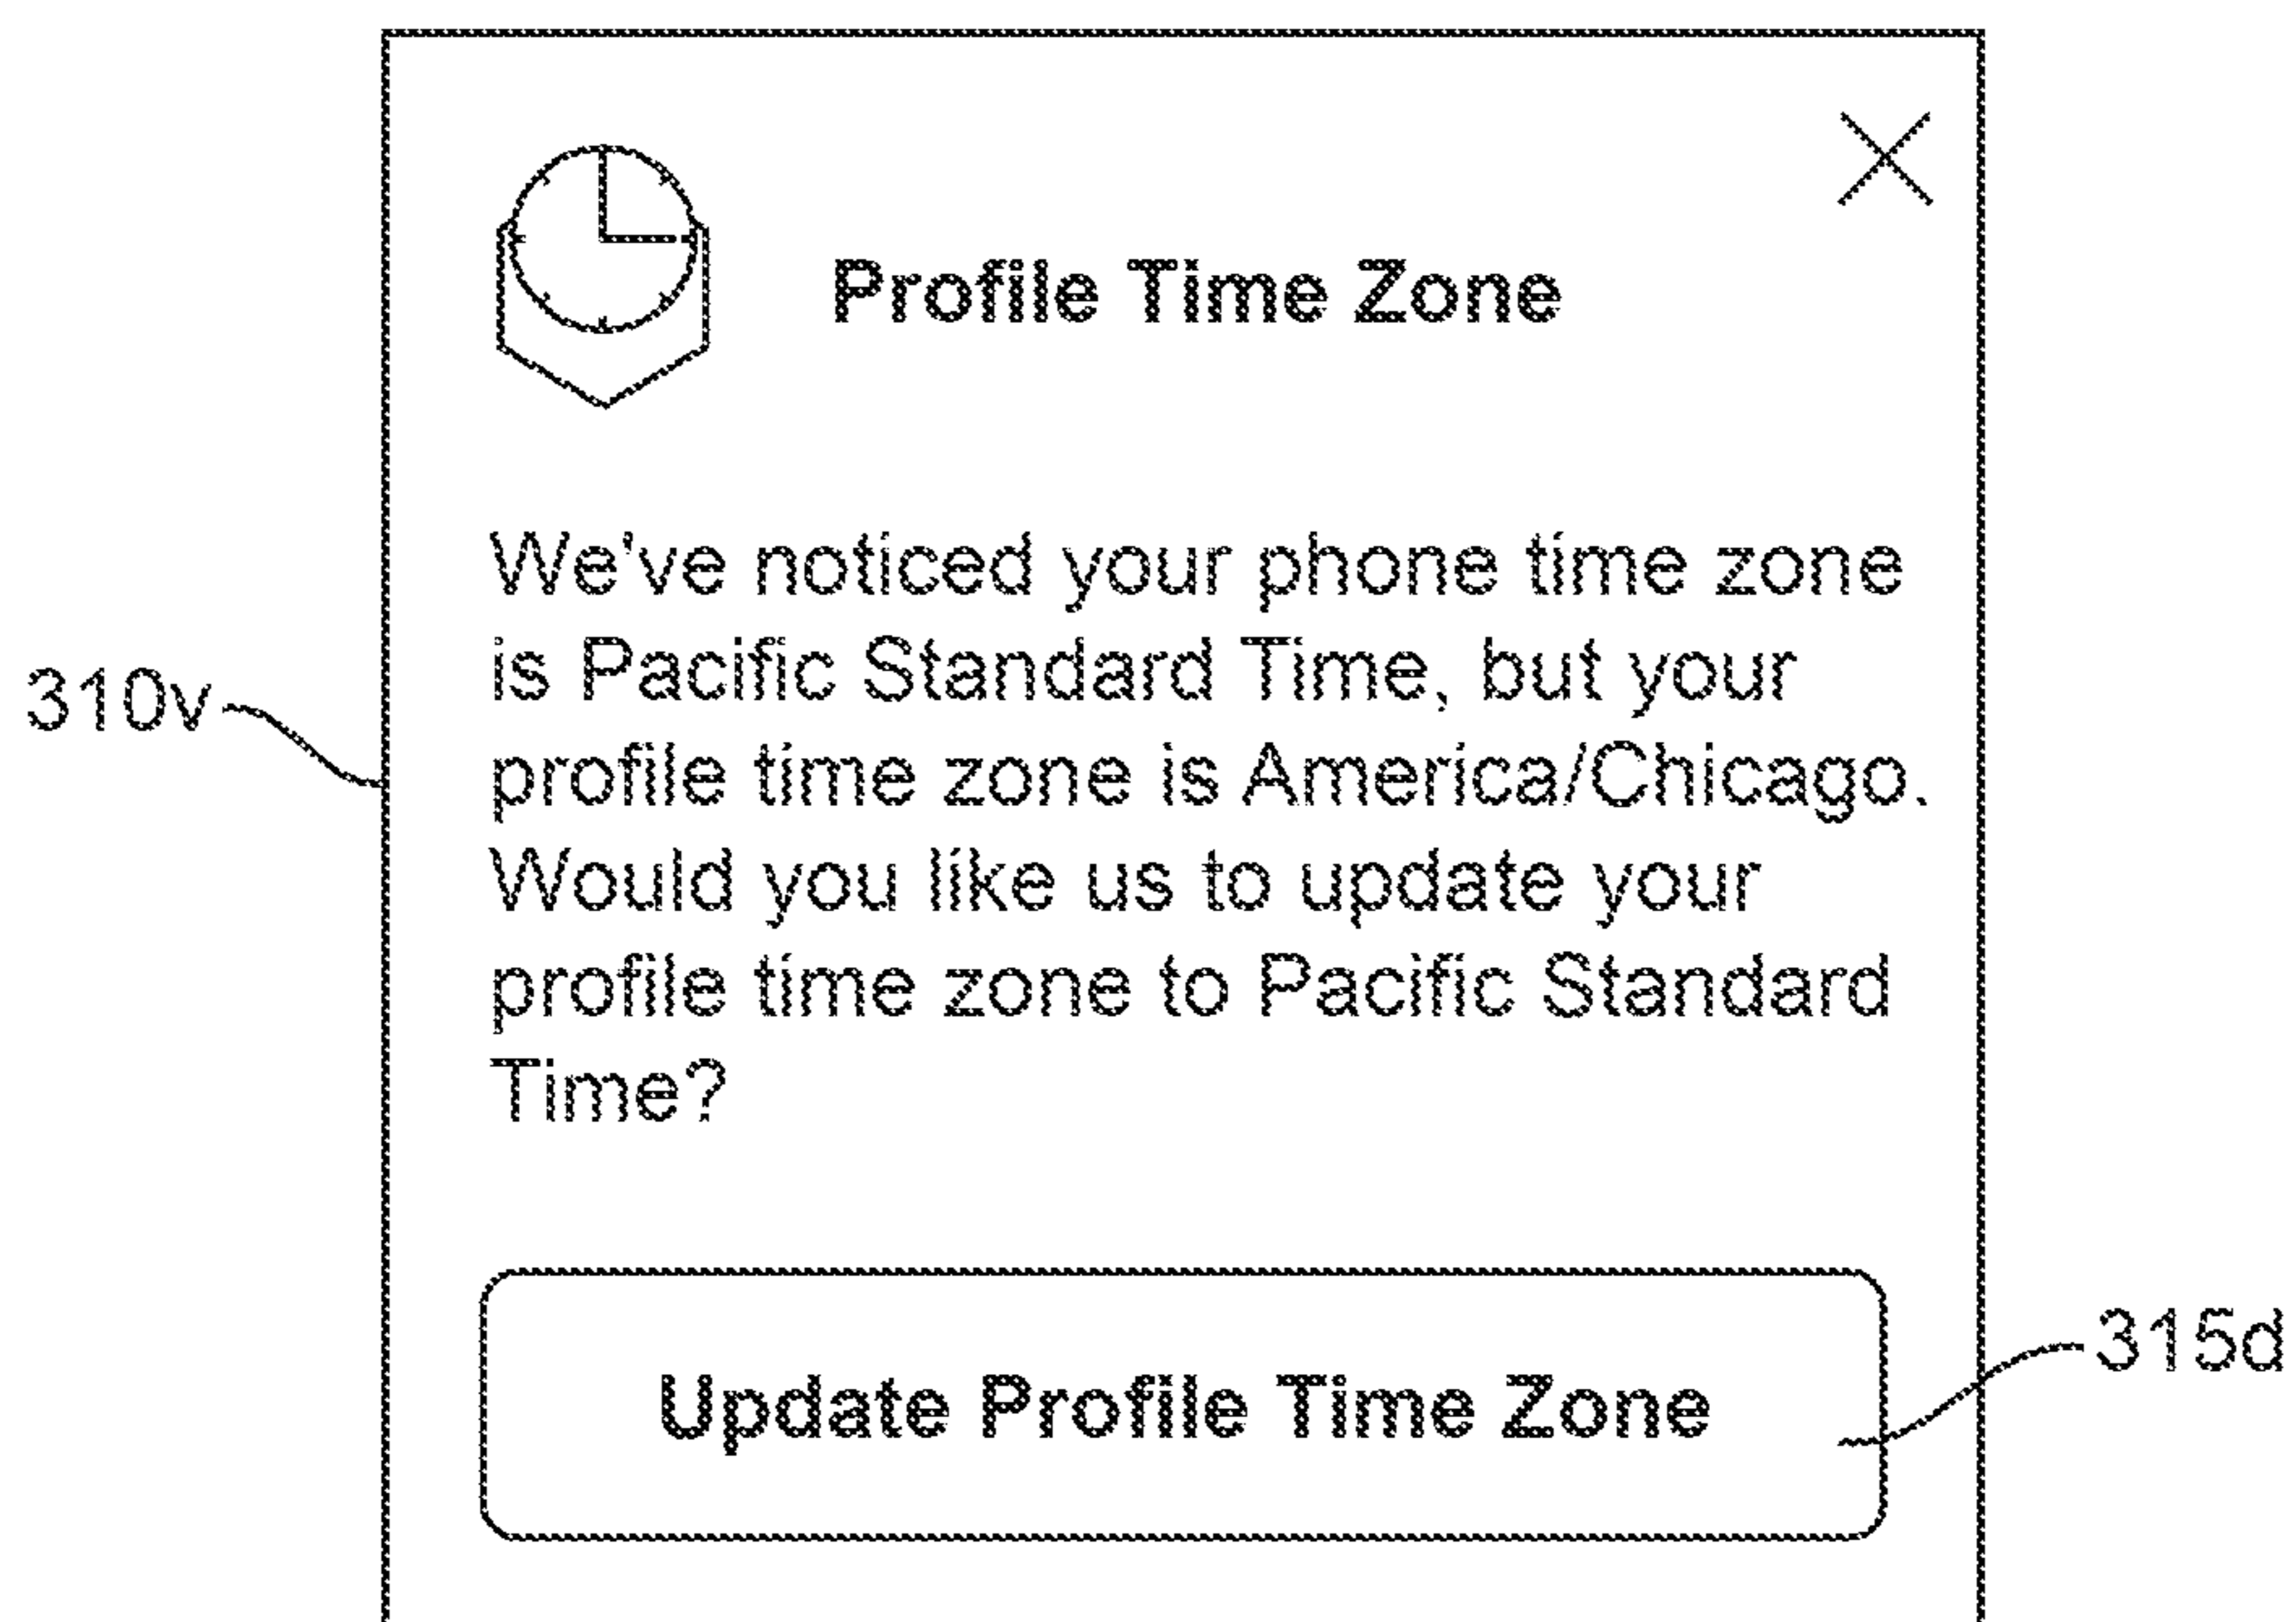 Profile Time Zone
We've noticed your phone time zone
is Pacific Standard Time, but your
profile time zone is America/Chicago.
Would you like us to update your
profile time zone to Pacific Standard
Time?
310v
Update Profile Time Zone
315d